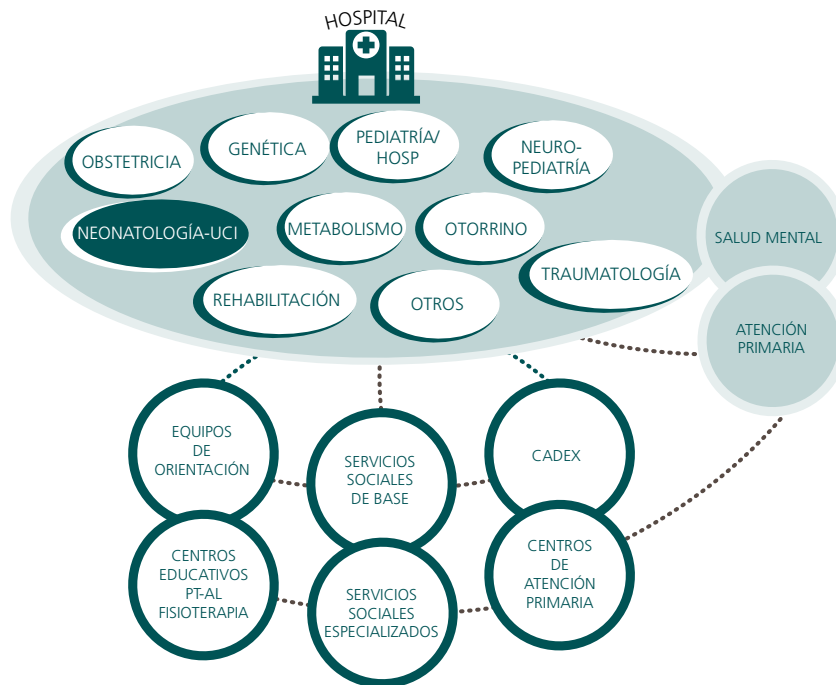 HOSPITAL
OBSTETRICIA
GENÉTICA
PEDIATRÍA/
HOSP
NEURO-
PEDIATRÍA
NEONATOLOGÍA-UCI
METABOLISMO
OTORRINO
TRAUMATOLOGÍA
REHABILITACIÓN
OTROS
SALUD MENTAL
ATENCIÓN
PRIMARIA
EQUIPOS
DE
ORIENTACIÓN
SERVICIOS
SOCIALES
DE BASE
CADEX
CENTROS
EDUCATIVOS
PT-AL
FISIOTERAPIA
SERVICIOS
SOCIALES
ESPECIALIZADOS
CENTROS
DE
ATENCIÓN
PRIMARIA